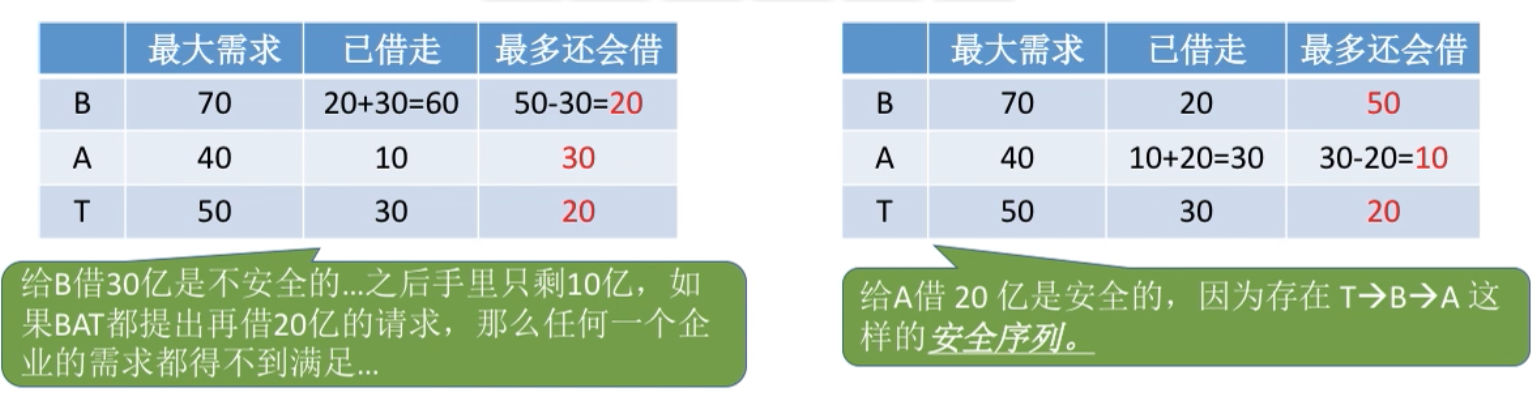 最大需求 已借走 最多还会借
B 70 20+30=60 50-30=20
A 40 10 30
T 50 30 20
给B借30亿是不安全的...之后手里只剩10亿，如
果BAT都提出再借20亿的请求，那么任何一个企
业的需求都得不到满足...
最大需求 已借走 最多还会借
B 70 20 50
A 40 10+20=30 30-20=10
T 50 30 20
给A借 20 亿是安全的，因为存在 T→B→A 这
样的安全序列。